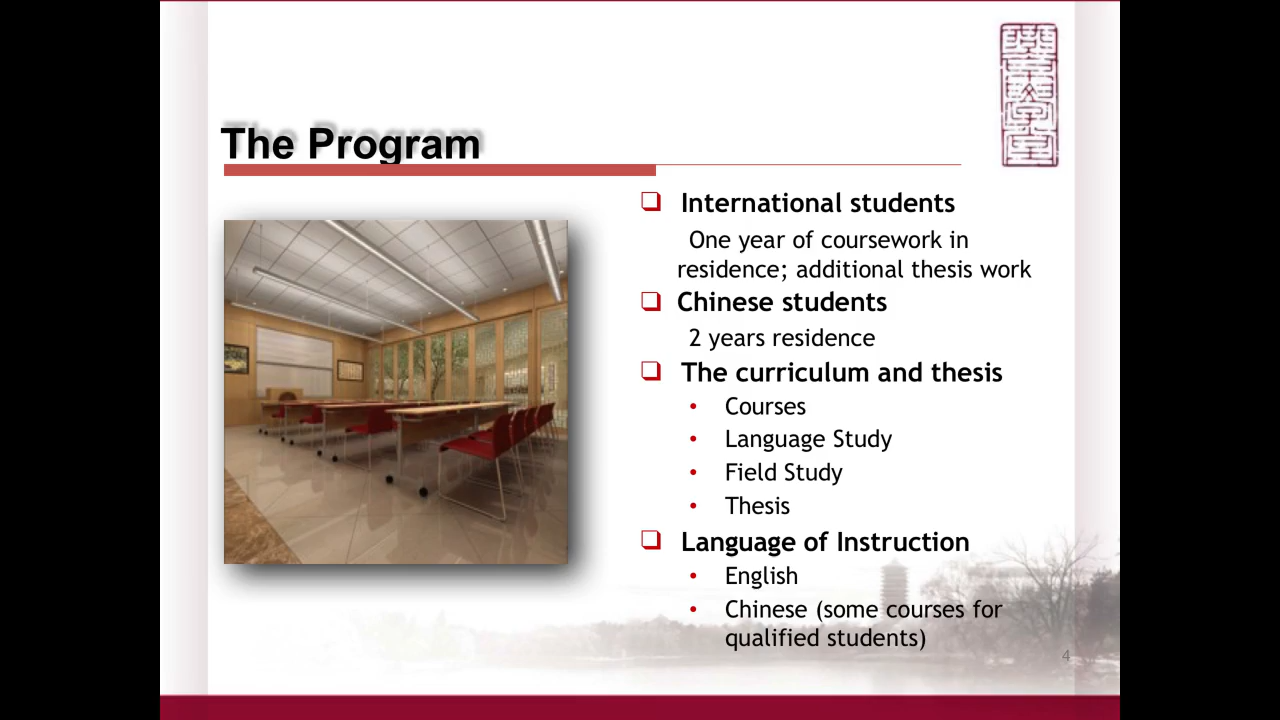 The Program
❑ International students
One year of coursework in
residence; additional thesis work
❑ Chinese students
2 years residence
❑ The curriculum and thesis
• Courses
• Language Study
• Field Study
• Thesis
❑ Language of Instruction
• English
• Chinese (some courses for
qualified students)
4